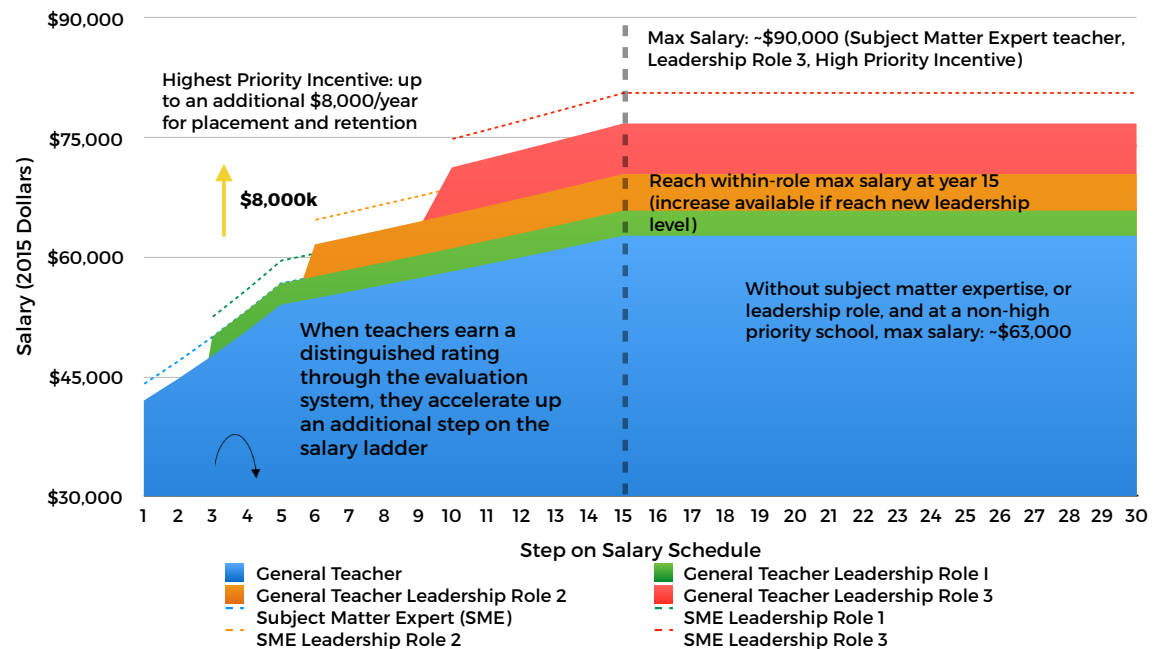 $90,000
Max Salary: ~$90,000 (Subject Matter Expert teacher,
Leadership Role 3, High Priority Incentive)
Highest Priority Incentive: up
to an additional $8,000/year
for placement and retention
$75,000
$8,000k
Reach within-role max salary at year 15
(increase available if reach new leadership
level)
$60,000
Without subject matter expertise, or
leadership role, and at a non-high
priority school, max salary: ~$63,000
When teachers earn a
distinguished rating
through the evaluation
system, they accelerate up
an additional step on the
salary ladder
$45,000
$30,000
Salary (2015 Dollars)
1 2 3 4 5 6 7 8 9 10 11 12 13 14 15 16 17 18 19 20 21 22 23 24 25 26 27 28 29 30
Step on Salary Schedule
General Teacher
General Teacher Leadership Role I
General Teacher Leadership Role 2
General Teacher Leadership Role 3
Subject Matter Expert (SME)
SME Leadership Role 1
SME Leadership Role 2
SME Leadership Role 3